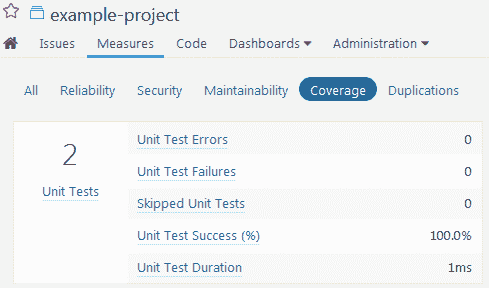 example-project
Issues Measures Code Dashboards Administration
All Reliability Security Maintainability Coverage Duplications
2
Unit Tests
Unit Test Errors 0
Unit Test Failures 0
Skipped Unit Tests 0
Unit Test Success (%) 100.0%
Unit Test Duration 1ms